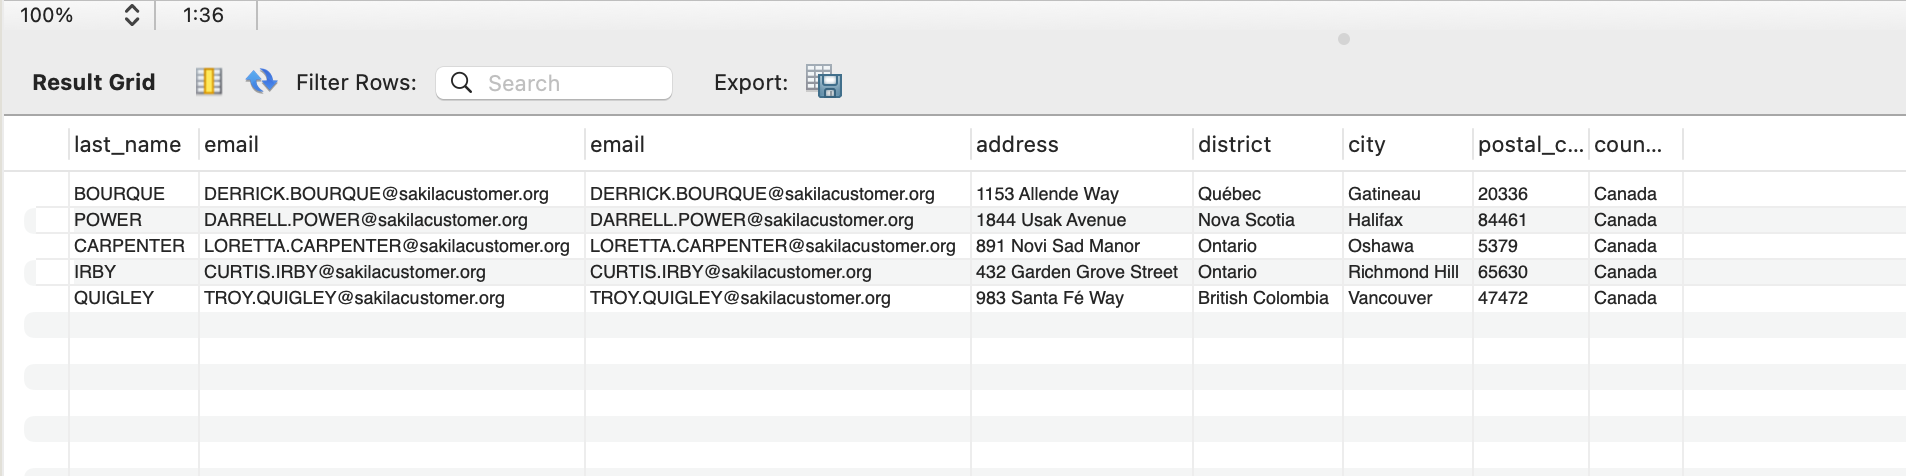 100% 1:36
Result Grid Filter Rows: Search Export:
last_name email email address district city postal_c... coun...
BOURQUE DERRICK.BOURQUE@sakilacustomer.org DERRICK.BOURQUE@sakilacustomer.org 1153 Allende Way Québec Gatineau 20336 Canada
POWER DARRELL.POWER@sakilacustomer.org DARRELL.POWER@sakilacustomer.org 1844 Usak Avenue Nova Scotia Halifax 84461 Canada
CARPENTER LORETTA.CARPENTER@sakilacustomer.org LORETTA.CARPENTER@sakilacustomer.org 891 Novi Sad Manor Ontario Oshawa 5379 Canada
IRBY CURTIS.IRBY@sakilacustomer.org CURTIS.IRBY@sakilacustomer.org 432 Garden Grove Street Ontario Richmond Hill 65630 Canada
QUIGLEY TROY.QUIGLEY@sakilacustomer.org TROY.QUIGLEY@sakilacustomer.org 983 Santa Fé Way British Colombia Vancouver 47472 Canada